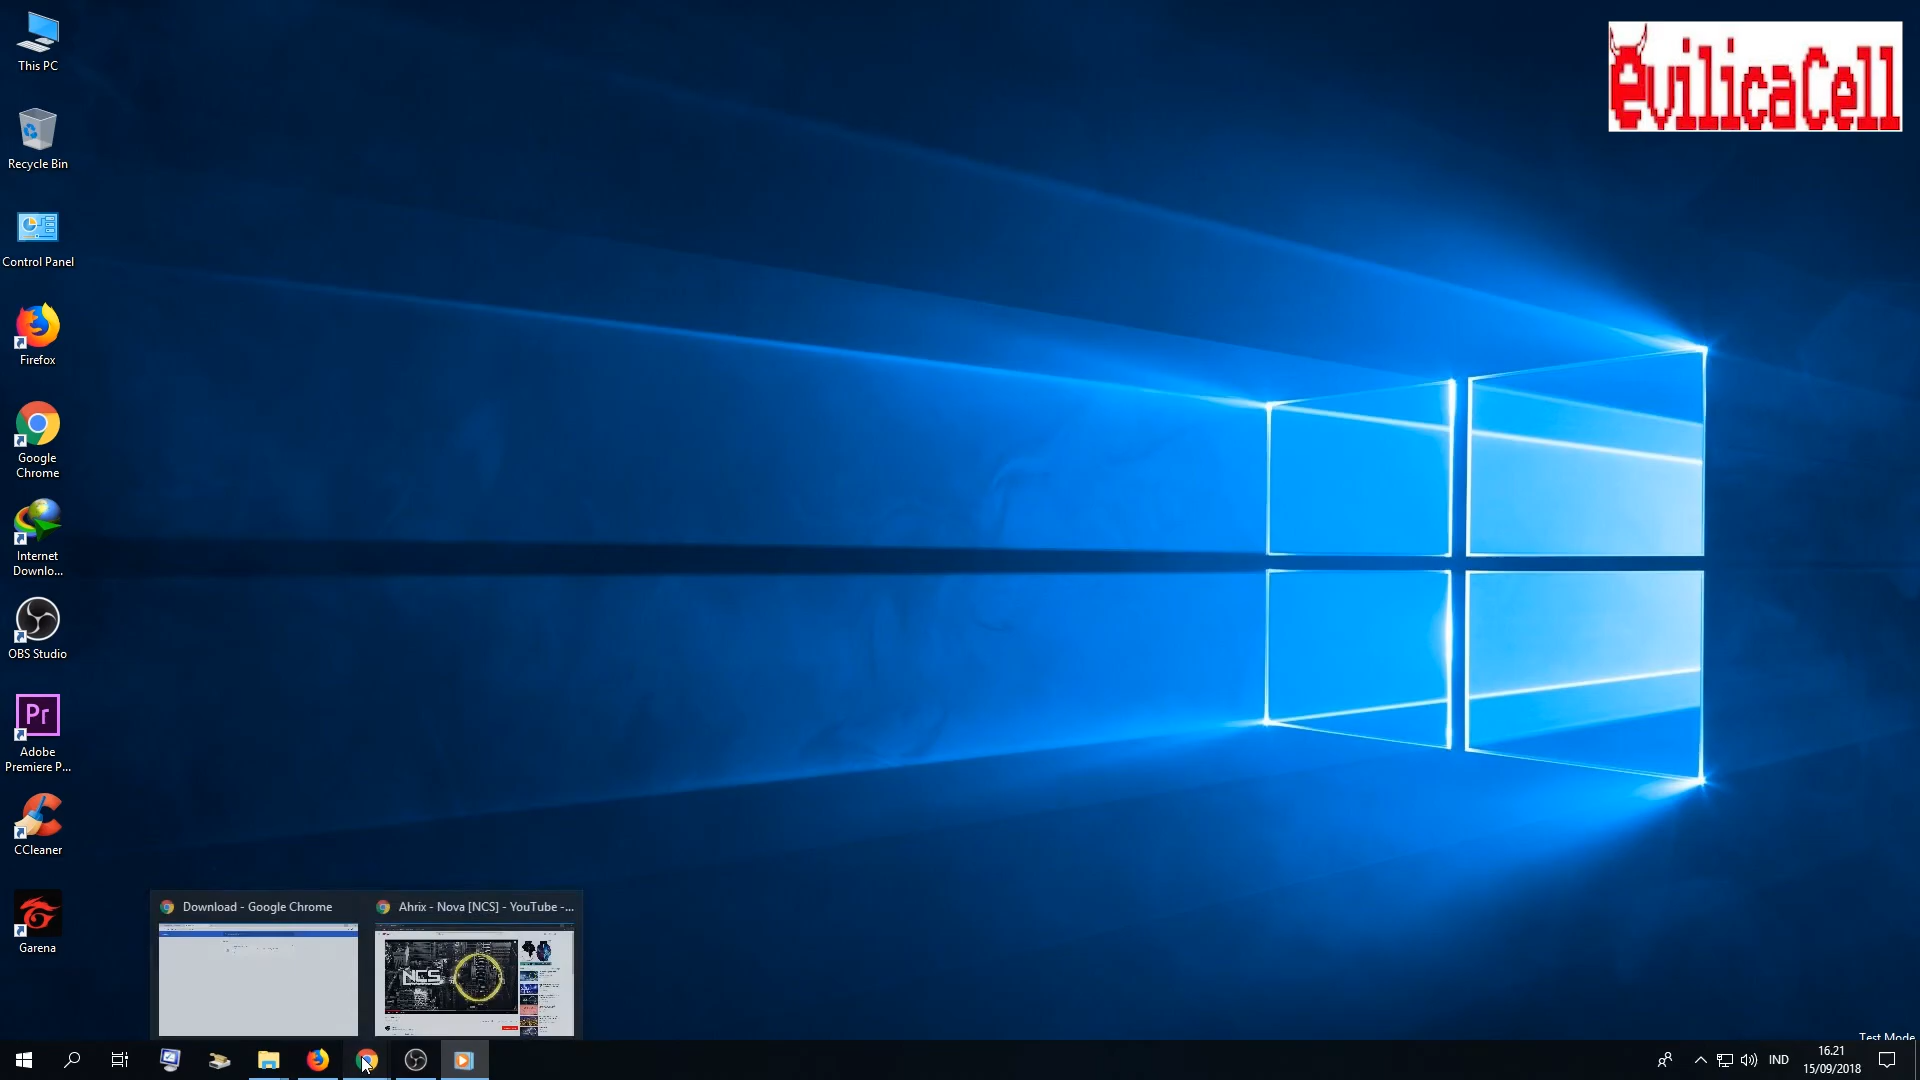 This PC
Recycle Bin
Control Panel
Firefox
Google
Chrome
Internet
Downlo...
OBS Studio
Pr
Adobe
Premiere P...
CCleaner
Garena
evilicaCell
Download - Google Chrome
Ahrix - Nova [NCS] - YouTube -...
NCS
Test Mode
IND
16.21
15/09/2018